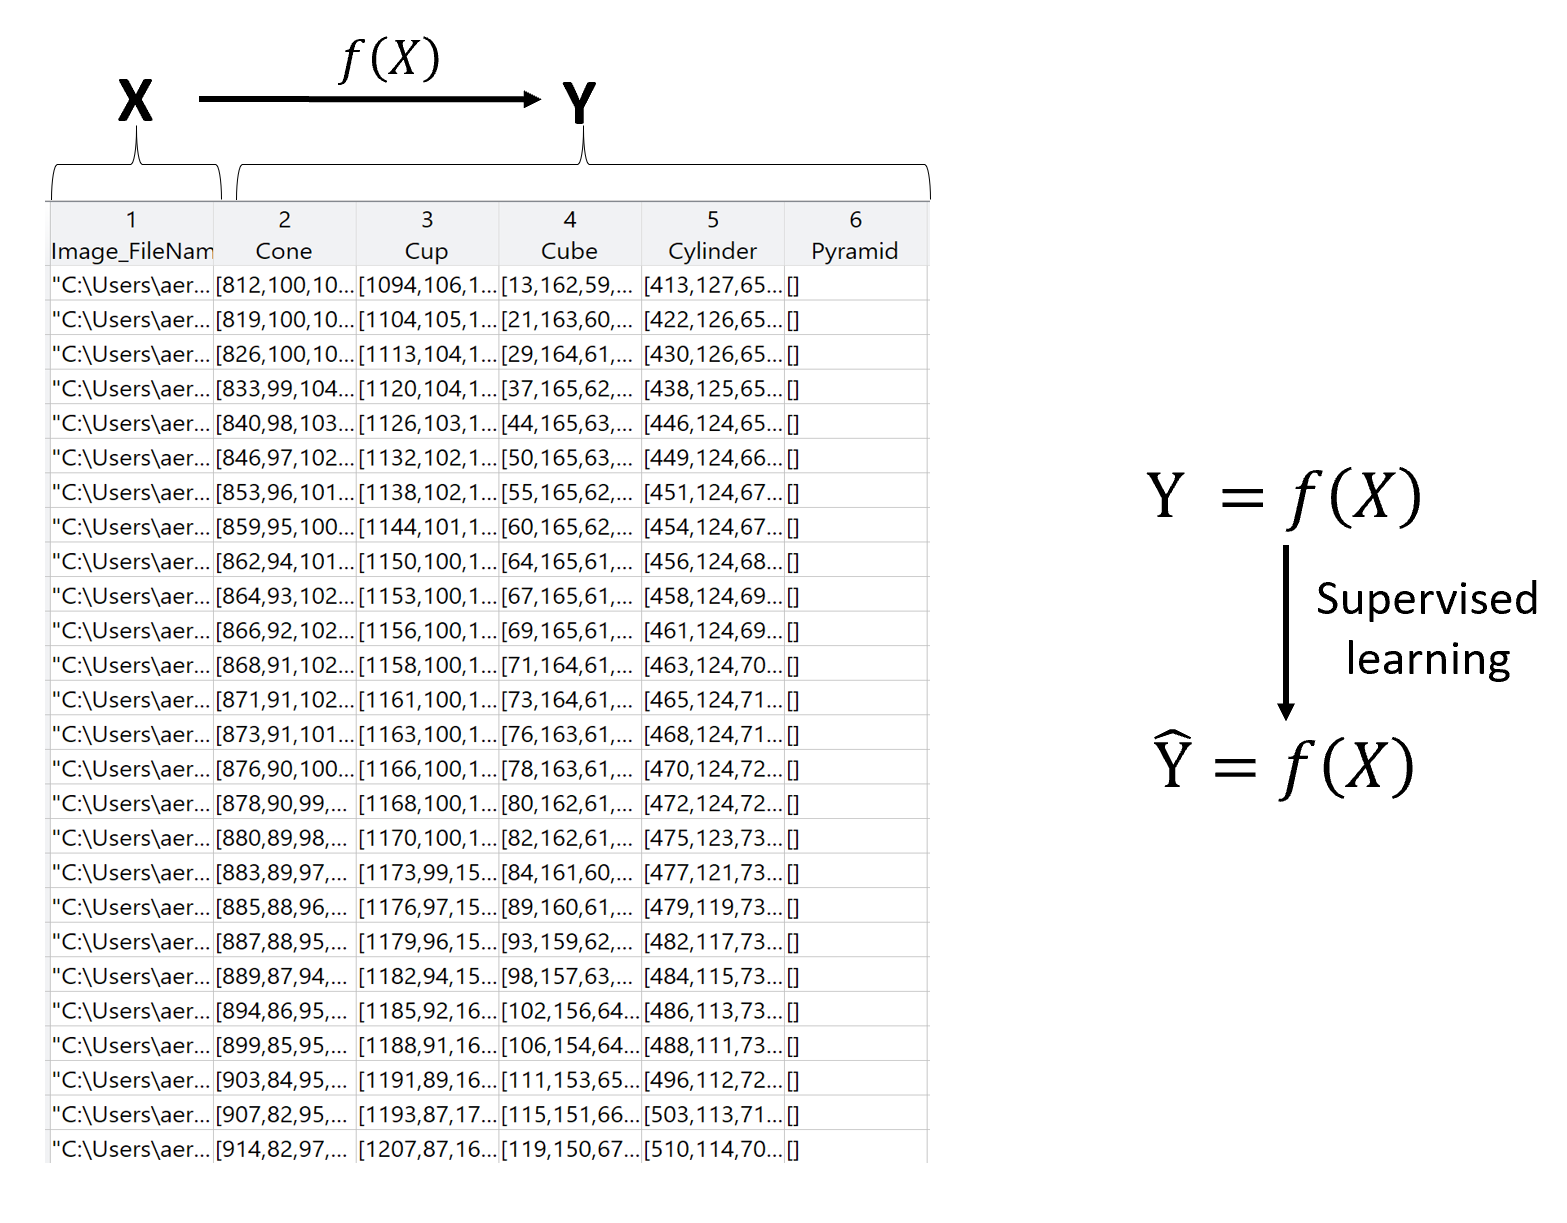 f(X)
X Y
1 2 3 4 5 6
Image_FileNam Cone Cup Cube Cylinder Pyramid
"C:\Users\aer... [812,100,10... [1094,106,1... [13,162,59,... [413,127,65... []
"C:\Users\aer... [819,100,10... [1104,105,1... [21,163,60,... [422,126,65... []
"C:\Users\aer... [826,100,10... [1113,104,1... [29,164,61,... [430,126,65... []
"C:\Users\aer... [833,99,104... [1120,104,1... [37,165,62,... [438,125,65... []
"C:\Users\aer... [840,98,103... [1126,103,1... [44,165,63,... [446,124,65... []
"C:\Users\aer... [846,97,102... [1132,102,1... [50,165,63,... [449,124,66... []
"C:\Users\aer... [853,96,101... [1138,102,1... [55,165,62,... [451,124,67... []
"C:\Users\aer... [859,95,100... [1144,101,1... [60,165,62,... [454,124,67... []
"C:\Users\aer... [862,94,101... [1150,100,1... [64,165,61,... [456,124,68... []
"C:\Users\aer... [864,93,102... [1153,100,1... [67,165,61,... [458,124,69... []
"C:\Users\aer... [866,92,102... [1156,100,1... [69,165,61,... [461,124,69... []
"C:\Users\aer... [868,91,102... [1158,100,1... [71,164,61,... [463,124,70... []
"C:\Users\aer... [871,91,102... [1161,100,1... [73,164,61,... [465,124,71... []
"C:\Users\aer... [873,91,101... [1163,100,1... [76,163,61,... [468,124,71... []
"C:\Users\aer... [876,90,100... [1166,100,1... [78,163,61,... [470,124,72... []
"C:\Users\aer... [878,90,99,... [1168,100,1... [80,162,61,... [472,124,72... []
"C:\Users\aer... [880,89,98,... [1170,100,1... [82,162,61,... [475,123,73... []
"C:\Users\aer... [883,89,97,... [1173,99,15... [84,161,60,... [477,121,73... []
"C:\Users\aer... [885,88,96,... [1176,97,15... [89,160,61,... [479,119,73... []
"C:\Users\aer... [887,88,95,... [1179,96,15... [93,159,62,... [482,117,73... []
"C:\Users\aer... [889,87,94,... [1182,94,15... [98,157,63,... [484,115,73... []
"C:\Users\aer... [894,86,95,... [1185,92,16... [102,156,64... [486,113,73... []
"C:\Users\aer... [899,85,95,... [1188,91,16... [106,154,64... [488,111,73... []
"C:\Users\aer... [903,84,95,... [1191,89,16... [111,153,65... [496,112,72... []
"C:\Users\aer... [907,82,95,... [1193,87,17... [115,151,66... [503,113,71... []
"C:\Users\aer... [914,82,97,... [1207,87,16... [119,150,67... [510,114,70... []
Y = f(X)
Supervised
learning
Ŷ = f(X)